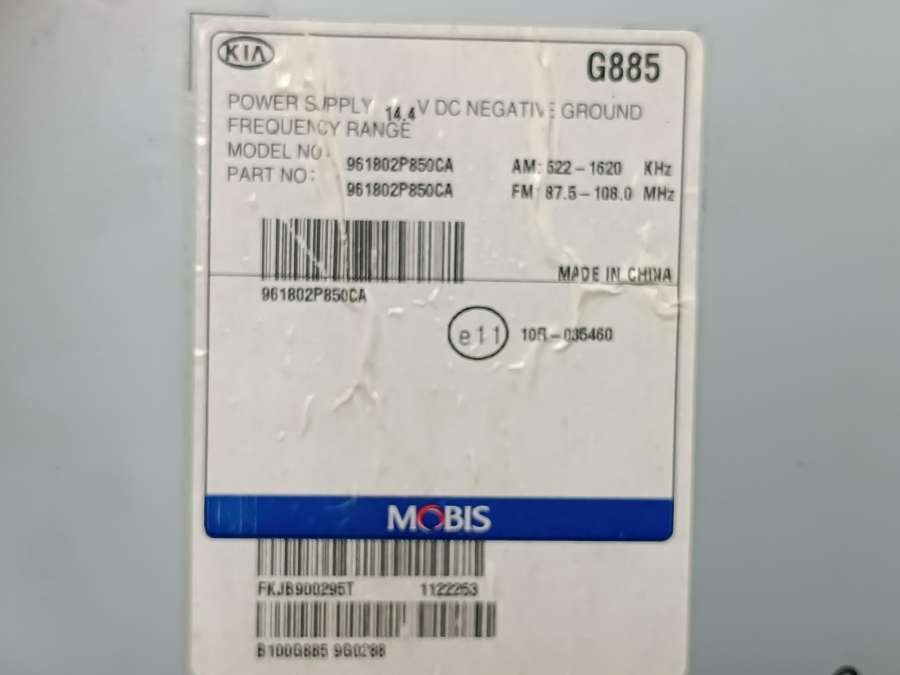 KIA
G885
POWER SUPPLY 14.4V DC NEGATIVE GROUND
FREQUENCY RANGE
MODEL NO: 961802P850CA AM: 522-1620 KHz
PART NO: 961802P850CA FM: 87.5-108.0 MHz
MADE IN CHINA
961802P850CA
e11 10R-035460
MOBIS
FKJB900295T 1122253
B100G885 9G0288